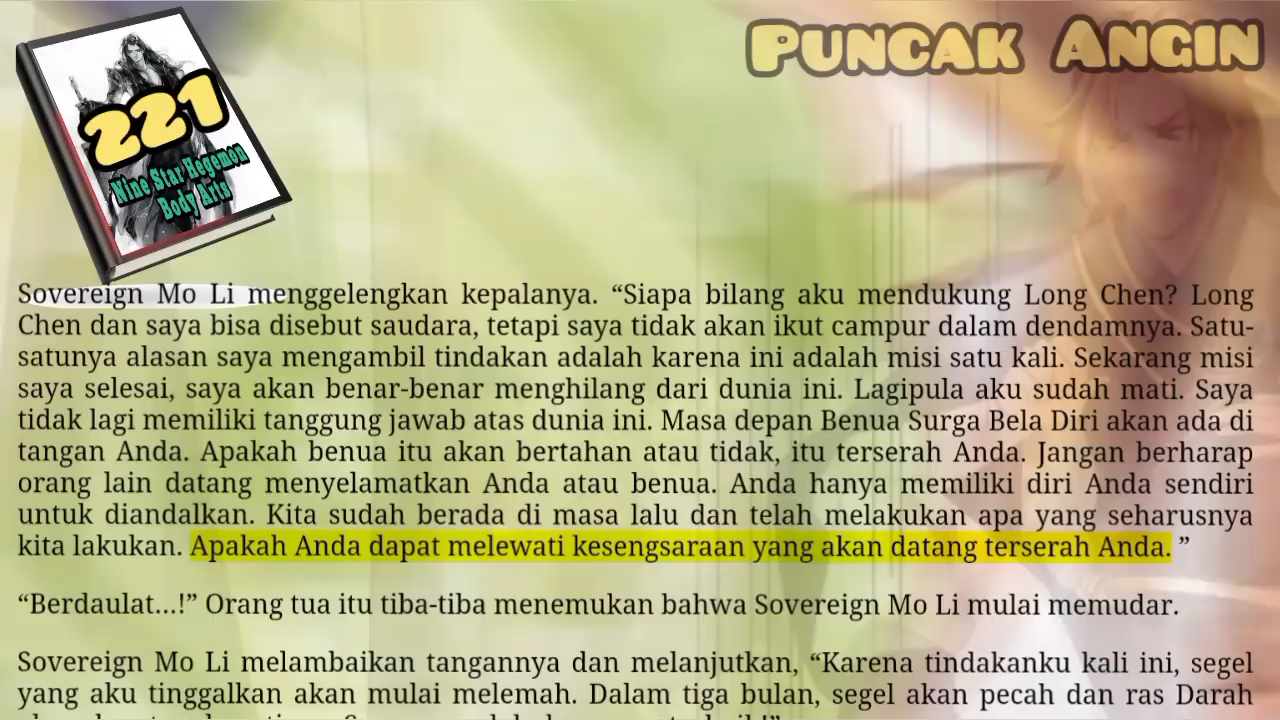 PUNCAK ANGIN
221
Nine Star Hegemon
Body Arts
Sovereign Mo Li menggelengkan kepalanya. “Siapa bilang aku mendukung Long Chen? Long
Chen dan saya bisa disebut saudara, tetapi saya tidak akan ikut campur dalam dendamnya. Satu-
satunya alasan saya mengambil tindakan adalah karena ini adalah misi satu kali. Sekarang misi
saya selesai, saya akan benar-benar menghilang dari dunia ini. Lagipula aku sudah mati. Saya
tidak lagi memiliki tanggung jawab atas dunia ini. Masa depan Benua Surga Bela Diri akan ada di
tangan Anda. Apakah benua itu akan bertahan atau tidak, itu terserah Anda. Jangan berharap
orang lain datang menyelamatkan Anda atau benua. Anda hanya memiliki diri Anda sendiri
untuk diandalkan. Kita sudah berada di masa lalu dan telah melakukan apa yang seharusnya
kita lakukan. Apakah Anda dapat melewati kesengsaraan yang akan datang terserah Anda. ”
“Berdaulat…!” Orang tua itu tiba-tiba menemukan bahwa Sovereign Mo Li mulai memudar.
Sovereign Mo Li melambaikan tangannya dan melanjutkan, “Karena tindakanku kali ini, segel
yang aku tinggalkan akan mulai melemah. Dalam tiga bulan, segel akan pecah dan ras Darah